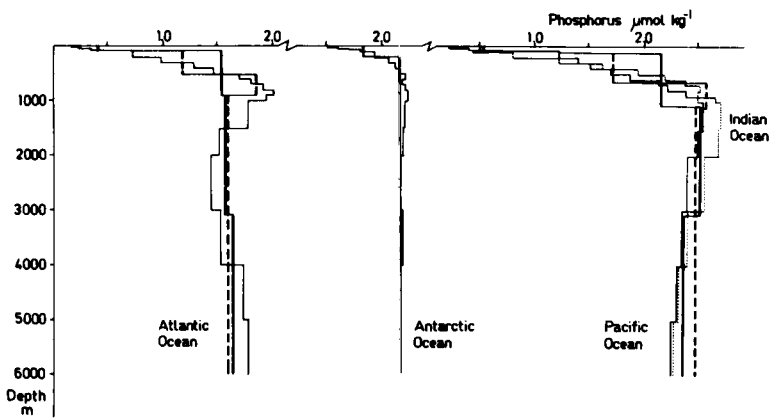 Phosphorus μmol kg⁻¹
1.0 2.0 2.0 1.0 2.0
1000
2000
3000
4000
5000
6000
Depth
m
Indian
Ocean
Atlantic
Ocean
Antarctic
Ocean
Pacific
Ocean